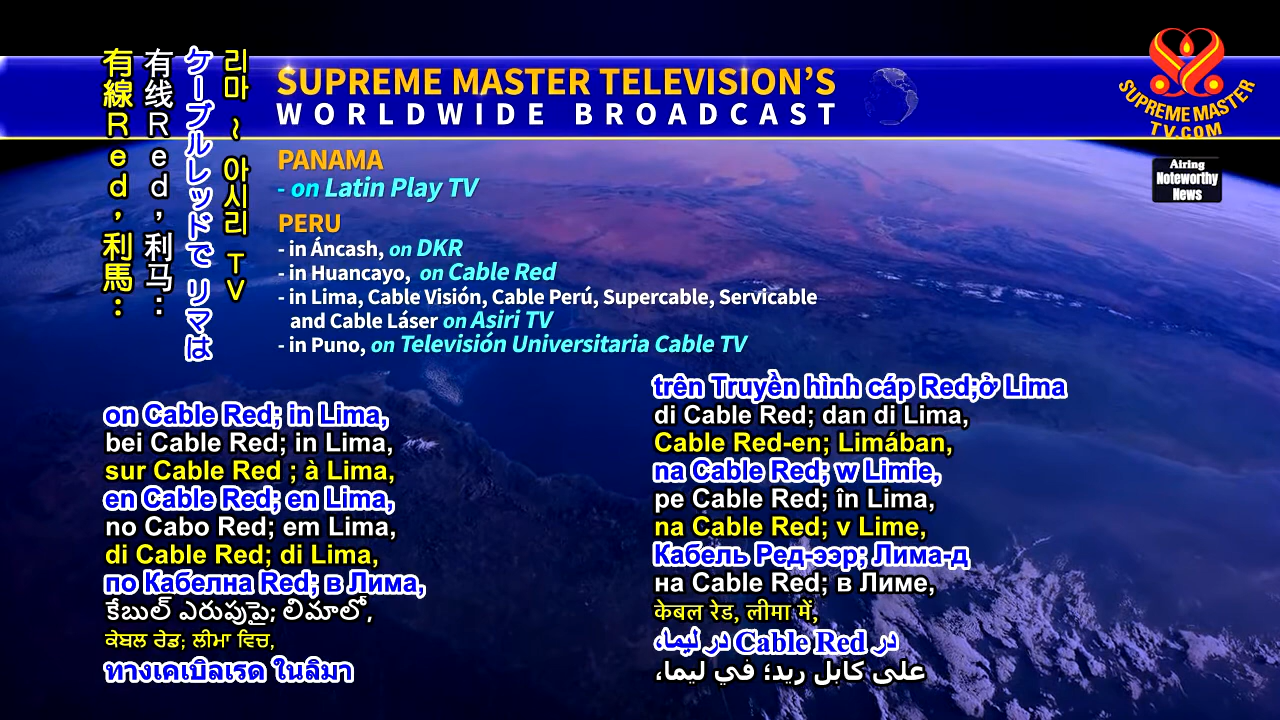 有線Red，利馬：
有线Red，利马：
ケーブルレッドで リマは
리마 ~ 아시리 TV
SUPREME MASTER TELEVISION'S
WORLDWIDE BROADCAST
SUPREME MASTER
TV.COM
Airing
Noteworthy
News
PANAMA
- on Latin Play TV
PERU
- in Áncash, on DKR
- in Huancayo, on Cable Red
- in Lima, Cable Visión, Cable Perú, Supercable, Servicable
and Cable Láser on Asiri TV
- in Puno, on Televisión Universitaria Cable TV
on Cable Red; in Lima,
bei Cable Red; in Lima,
sur Cable Red ; à Lima,
en Cable Red; en Lima,
no Cabo Red; em Lima,
di Cable Red; di Lima,
по Кабелна Red; в Лима,
కేబుల్ ఎరుపుపై; లిమాలో,
ਕੇਬਲ ਰੇਡ; ਲੀਮਾ ਵਿਚ,
ทางเคเบิลเรด ในลิมา
trên Truyền hình cáp Red;ở Lima
di Cable Red; dan di Lima,
Cable Red-en; Limában,
na Cable Red; w Limie,
pe Cable Red; în Lima,
na Cable Red; v Lime,
Кабель Ред-ээр; Лима-д
на Cable Red; в Лиме,
केबल रेड, लीमा में,
در Cable Red در لیما،
على كابل ريد؛ في ليما،